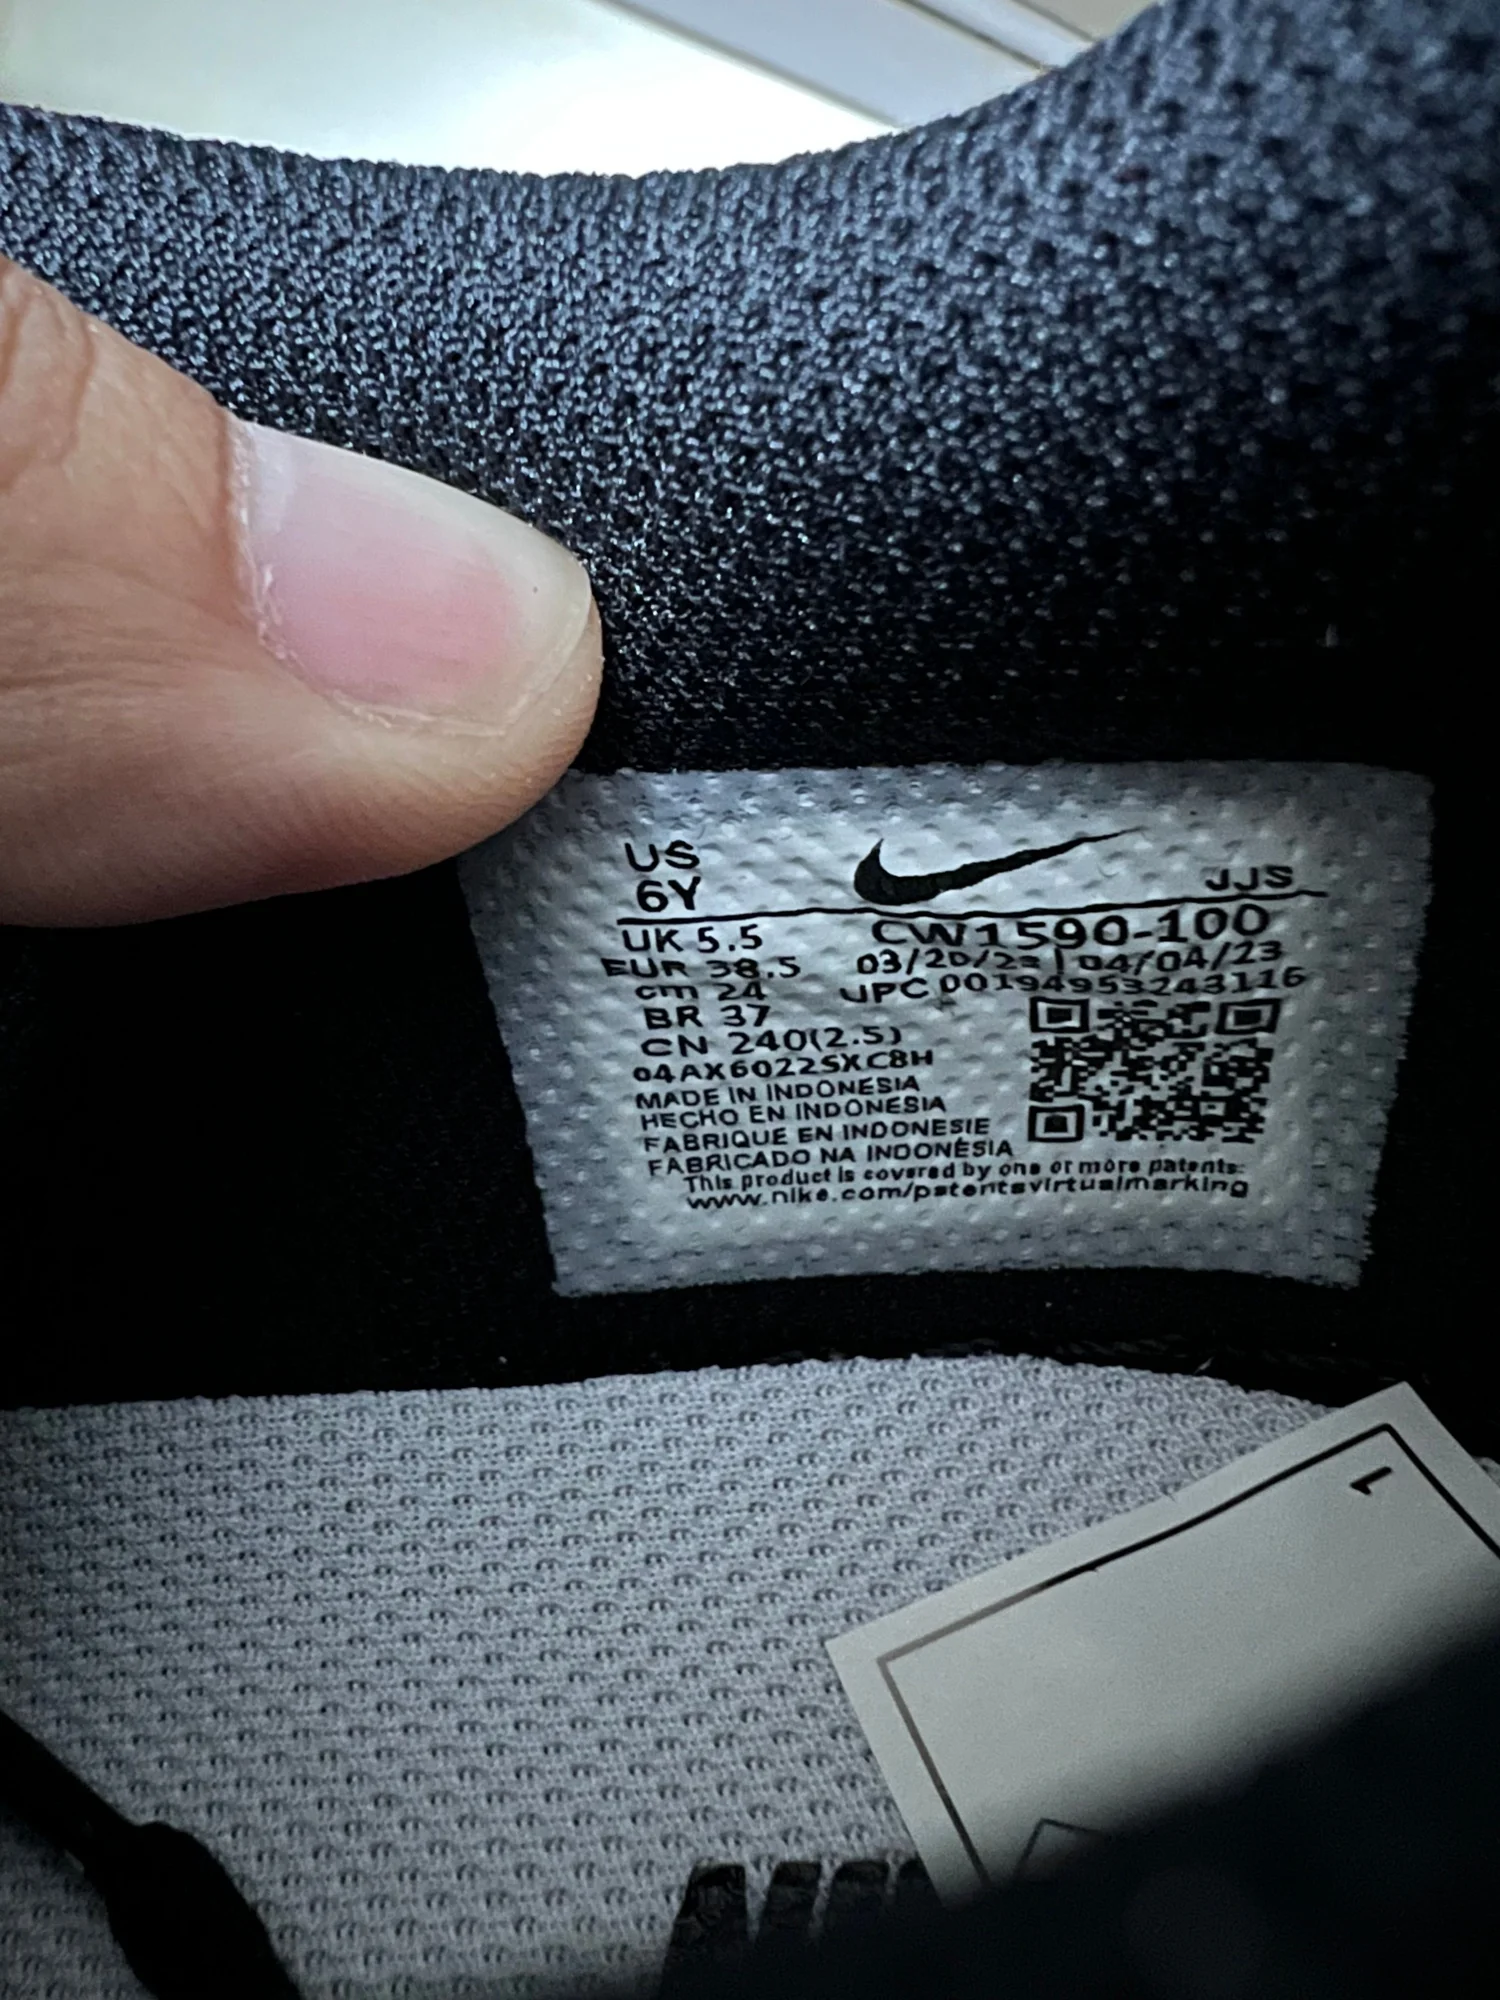 US
6Y
JJS
UK 5.5
CW1590-100
EUR 38.5
03/20/23 | 04/04/23
cm 24
UPC 00194953243116
BR 37
CN 240(2.5)
04AX6022SXC8H
MADE IN INDONESIA
HECHO EN INDONESIA
FABRIQUE EN INDONESIE
FABRICADO NA INDONÉSIA
This product is covered by one or more patents:
www.nike.com/patentsvirtualmarking
1